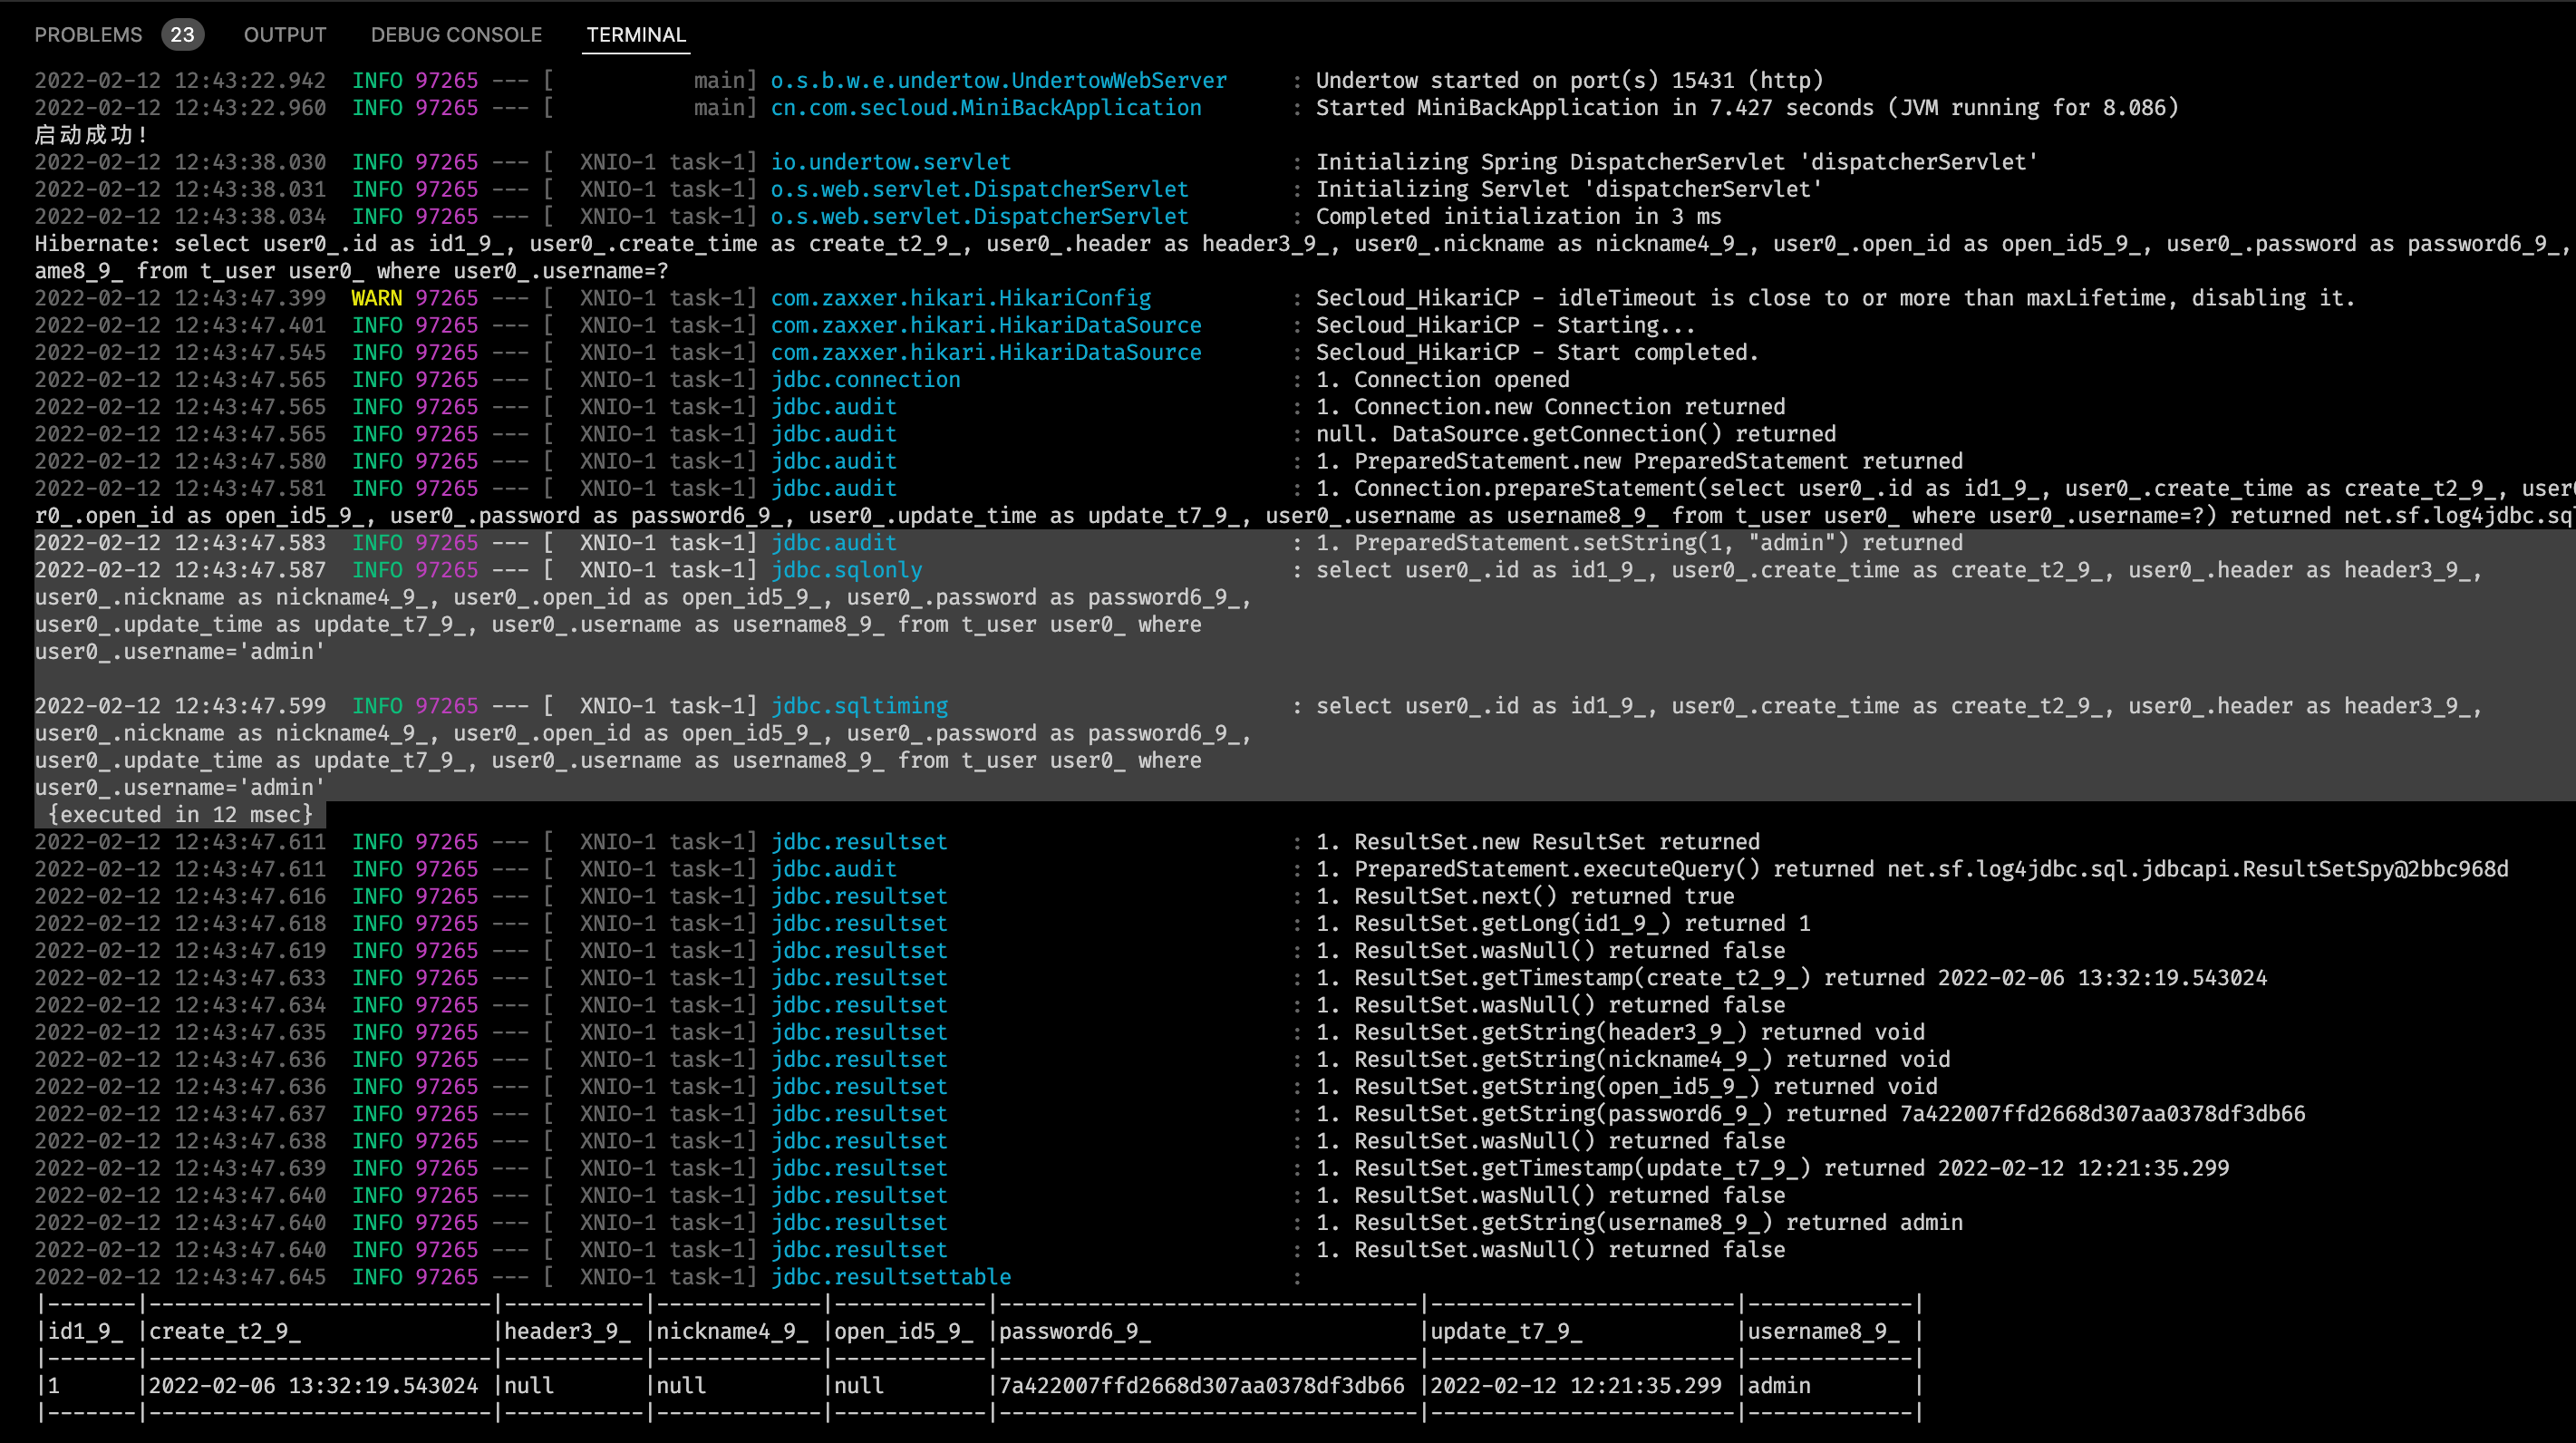 PROBLEMS 23 OUTPUT DEBUG CONSOLE TERMINAL
2022-02-12 12:43:22.942  INFO 97265 --- [           main] o.s.b.w.e.undertow.UndertowWebServer     : Undertow started on port(s) 15431 (http)
2022-02-12 12:43:22.960  INFO 97265 --- [           main] cn.com.secloud.MiniBackApplication       : Started MiniBackApplication in 7.427 seconds (JVM running for 8.086)
启动成功!
2022-02-12 12:43:38.030  INFO 97265 --- [  XNIO-1 task-1] io.undertow.servlet                      : Initializing Spring DispatcherServlet 'dispatcherServlet'
2022-02-12 12:43:38.031  INFO 97265 --- [  XNIO-1 task-1] o.s.web.servlet.DispatcherServlet        : Initializing Servlet 'dispatcherServlet'
2022-02-12 12:43:38.034  INFO 97265 --- [  XNIO-1 task-1] o.s.web.servlet.DispatcherServlet        : Completed initialization in 3 ms
Hibernate: select user0_.id as id1_9_, user0_.create_time as create_t2_9_, user0_.header as header3_9_, user0_.nickname as nickname4_9_, user0_.open_id as open_id5_9_, user0_.password as password6_9_,
ame8_9_ from t_user user0_ where user0_.username=?
2022-02-12 12:43:47.399  WARN 97265 --- [  XNIO-1 task-1] com.zaxxer.hikari.HikariConfig           : Secloud_HikariCP - idleTimeout is close to or more than maxLifetime, disabling it.
2022-02-12 12:43:47.401  INFO 97265 --- [  XNIO-1 task-1] com.zaxxer.hikari.HikariDataSource       : Secloud_HikariCP - Starting...
2022-02-12 12:43:47.545  INFO 97265 --- [  XNIO-1 task-1] com.zaxxer.hikari.HikariDataSource       : Secloud_HikariCP - Start completed.
2022-02-12 12:43:47.565  INFO 97265 --- [  XNIO-1 task-1] jdbc.connection                          : 1. Connection opened
2022-02-12 12:43:47.565  INFO 97265 --- [  XNIO-1 task-1] jdbc.audit                               : 1. Connection.new Connection returned
2022-02-12 12:43:47.565  INFO 97265 --- [  XNIO-1 task-1] jdbc.audit                               : null. DataSource.getConnection() returned
2022-02-12 12:43:47.580  INFO 97265 --- [  XNIO-1 task-1] jdbc.audit                               : 1. PreparedStatement.new PreparedStatement returned
2022-02-12 12:43:47.581  INFO 97265 --- [  XNIO-1 task-1] jdbc.audit                               : 1. Connection.prepareStatement(select user0_.id as id1_9_, user0_.create_time as create_t2_9_, user
r0_.open_id as open_id5_9_, user0_.password as password6_9_, user0_.update_time as update_t7_9_, user0_.username as username8_9_ from t_user user0_ where user0_.username=?) returned net.sf.log4jdbc.sql
2022-02-12 12:43:47.583  INFO 97265 --- [  XNIO-1 task-1] jdbc.audit                               : 1. PreparedStatement.setString(1, "admin") returned
2022-02-12 12:43:47.587  INFO 97265 --- [  XNIO-1 task-1] jdbc.sqlonly                             : select user0_.id as id1_9_, user0_.create_time as create_t2_9_, user0_.header as header3_9_,
user0_.nickname as nickname4_9_, user0_.open_id as open_id5_9_, user0_.password as password6_9_,
user0_.update_time as update_t7_9_, user0_.username as username8_9_ from t_user user0_ where
user0_.username='admin'
2022-02-12 12:43:47.599  INFO 97265 --- [  XNIO-1 task-1] jdbc.sqltiming                           : select user0_.id as id1_9_, user0_.create_time as create_t2_9_, user0_.header as header3_9_,
user0_.nickname as nickname4_9_, user0_.open_id as open_id5_9_, user0_.password as password6_9_,
user0_.update_time as update_t7_9_, user0_.username as username8_9_ from t_user user0_ where
user0_.username='admin'
 {executed in 12 msec}
2022-02-12 12:43:47.611  INFO 97265 --- [  XNIO-1 task-1] jdbc.resultset                           : 1. ResultSet.new ResultSet returned
2022-02-12 12:43:47.611  INFO 97265 --- [  XNIO-1 task-1] jdbc.audit                               : 1. PreparedStatement.executeQuery() returned net.sf.log4jdbc.sql.jdbcapi.ResultSetSpy@2bbc968d
2022-02-12 12:43:47.616  INFO 97265 --- [  XNIO-1 task-1] jdbc.resultset                           : 1. ResultSet.next() returned true
2022-02-12 12:43:47.618  INFO 97265 --- [  XNIO-1 task-1] jdbc.resultset                           : 1. ResultSet.getLong(id1_9_) returned 1
2022-02-12 12:43:47.619  INFO 97265 --- [  XNIO-1 task-1] jdbc.resultset                           : 1. ResultSet.wasNull() returned false
2022-02-12 12:43:47.633  INFO 97265 --- [  XNIO-1 task-1] jdbc.resultset                           : 1. ResultSet.getTimestamp(create_t2_9_) returned 2022-02-06 13:32:19.543024
2022-02-12 12:43:47.634  INFO 97265 --- [  XNIO-1 task-1] jdbc.resultset                           : 1. ResultSet.wasNull() returned false
2022-02-12 12:43:47.635  INFO 97265 --- [  XNIO-1 task-1] jdbc.resultset                           : 1. ResultSet.getString(header3_9_) returned void
2022-02-12 12:43:47.636  INFO 97265 --- [  XNIO-1 task-1] jdbc.resultset                           : 1. ResultSet.getString(nickname4_9_) returned void
2022-02-12 12:43:47.636  INFO 97265 --- [  XNIO-1 task-1] jdbc.resultset                           : 1. ResultSet.getString(open_id5_9_) returned void
2022-02-12 12:43:47.637  INFO 97265 --- [  XNIO-1 task-1] jdbc.resultset                           : 1. ResultSet.getString(password6_9_) returned 7a422007ffd2668d307aa0378df3db66
2022-02-12 12:43:47.638  INFO 97265 --- [  XNIO-1 task-1] jdbc.resultset                           : 1. ResultSet.wasNull() returned false
2022-02-12 12:43:47.639  INFO 97265 --- [  XNIO-1 task-1] jdbc.resultset                           : 1. ResultSet.getTimestamp(update_t7_9_) returned 2022-02-12 12:21:35.299
2022-02-12 12:43:47.640  INFO 97265 --- [  XNIO-1 task-1] jdbc.resultset                           : 1. ResultSet.wasNull() returned false
2022-02-12 12:43:47.640  INFO 97265 --- [  XNIO-1 task-1] jdbc.resultset                           : 1. ResultSet.getString(username8_9_) returned admin
2022-02-12 12:43:47.640  INFO 97265 --- [  XNIO-1 task-1] jdbc.resultset                           : 1. ResultSet.wasNull() returned false
2022-02-12 12:43:47.645  INFO 97265 --- [  XNIO-1 task-1] jdbc.resultsettable                      :
|-------|---------------------------|-----------|-------------|------------|---------------------------------|------------------------|-------------|
|id1_9_ |create_t2_9_               |header3_9_ |nickname4_9_ |open_id5_9_ |password6_9_                     |update_t7_9_            |username8_9_ |
|-------|---------------------------|-----------|-------------|------------|---------------------------------|------------------------|-------------|
|1      |2022-02-06 13:32:19.543024 |null       |null         |null        |7a422007ffd2668d307aa0378df3db66 |2022-02-12 12:21:35.299 |admin        |
|-------|---------------------------|-----------|-------------|------------|---------------------------------|------------------------|-------------|